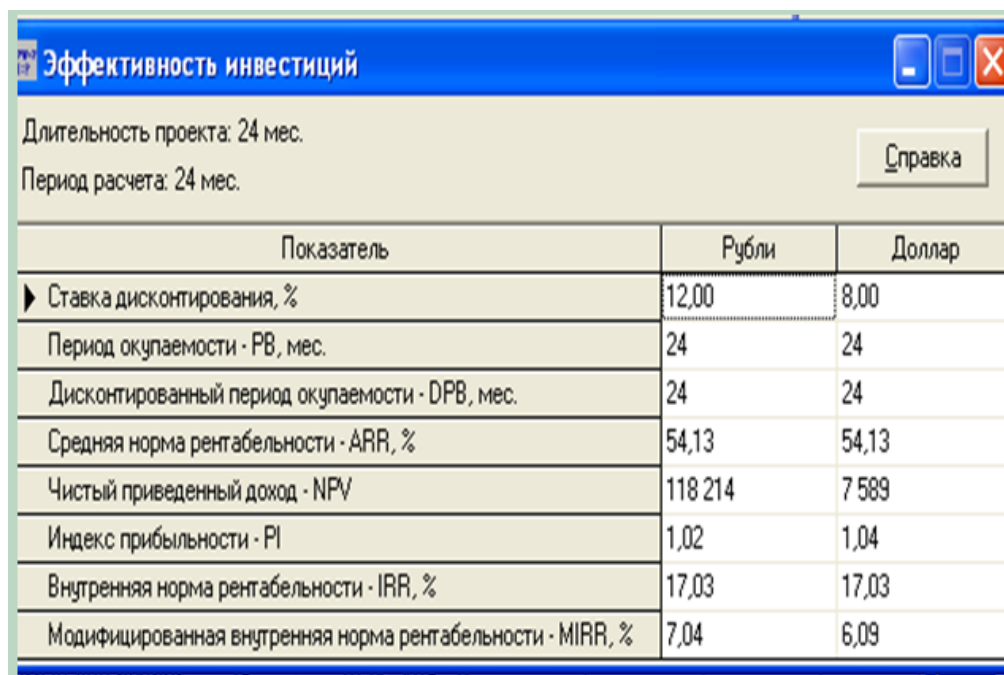 Эффективность инвестиций
Длительность проекта: 24 мес.
Справка
Период расчета: 24 мес.
Показатель Рубли Доллар
Ставка дисконтирования, % 12,00 8,00
Период окупаемости - PB, мес. 24 24
Дисконтированный период окупаемости - DPB, мес. 24 24
Средняя норма рентабельности - ARR, % 54,13 54,13
Чистый приведенный доход - NPV 118 214 7 589
Индекс прибыльности - PI 1,02 1,04
Внутренняя норма рентабельности - IRR, % 17,03 17,03
Модифицированная внутренняя норма рентабельности - MIRR, % 7,04 6,09